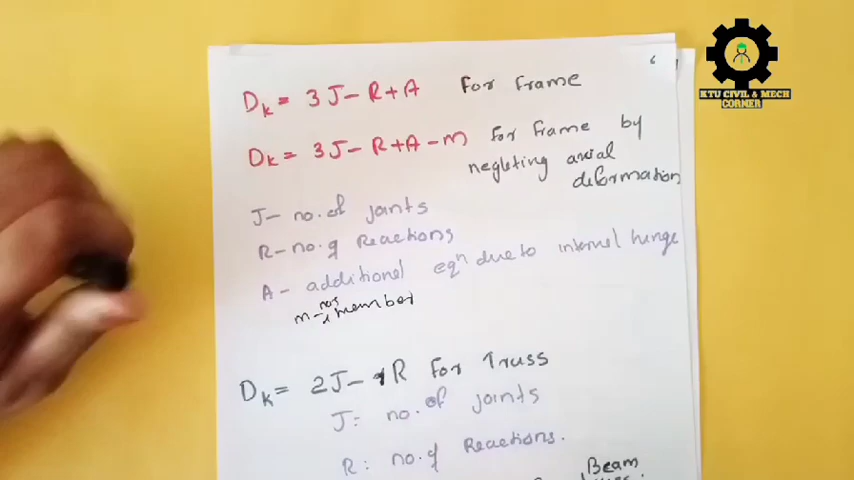 KTU CIVIL & MECH
CORNER
Dk = 3J - R + A For Frame
Dk = 3J - R + A - m for Frame by
negleting axial
deformation
J - no. of joints
R - no. of Reactions
A - additional eqn due to internal hinge
m - nos of member
Dk = 2J - R for Truss
J: no. of joints
R: no. of Reactions.
Beam